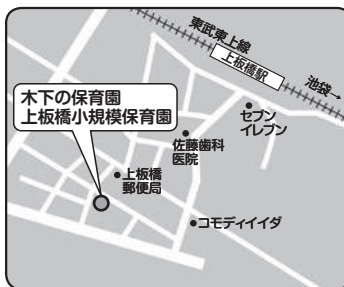 東武東上線
上板橋駅
池袋→
木下の保育園
上板橋小規模保育園
セブン
イレブン
佐藤歯科
医院
上板橋
郵便局
コモディイイダ